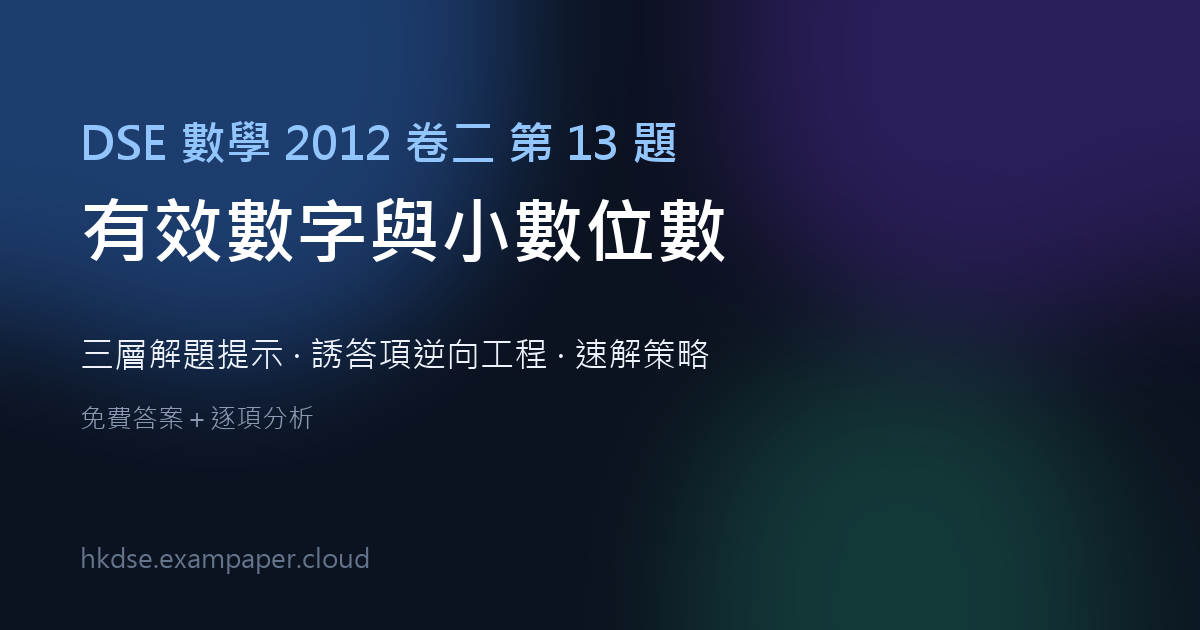 DSE 數學 2012 卷二 第 13 題
有效數字與小數位數
三層解題提示 · 誘答項逆向工程 · 速解策略
免費答案 + 逐項分析
hkdse.exampaper.cloud